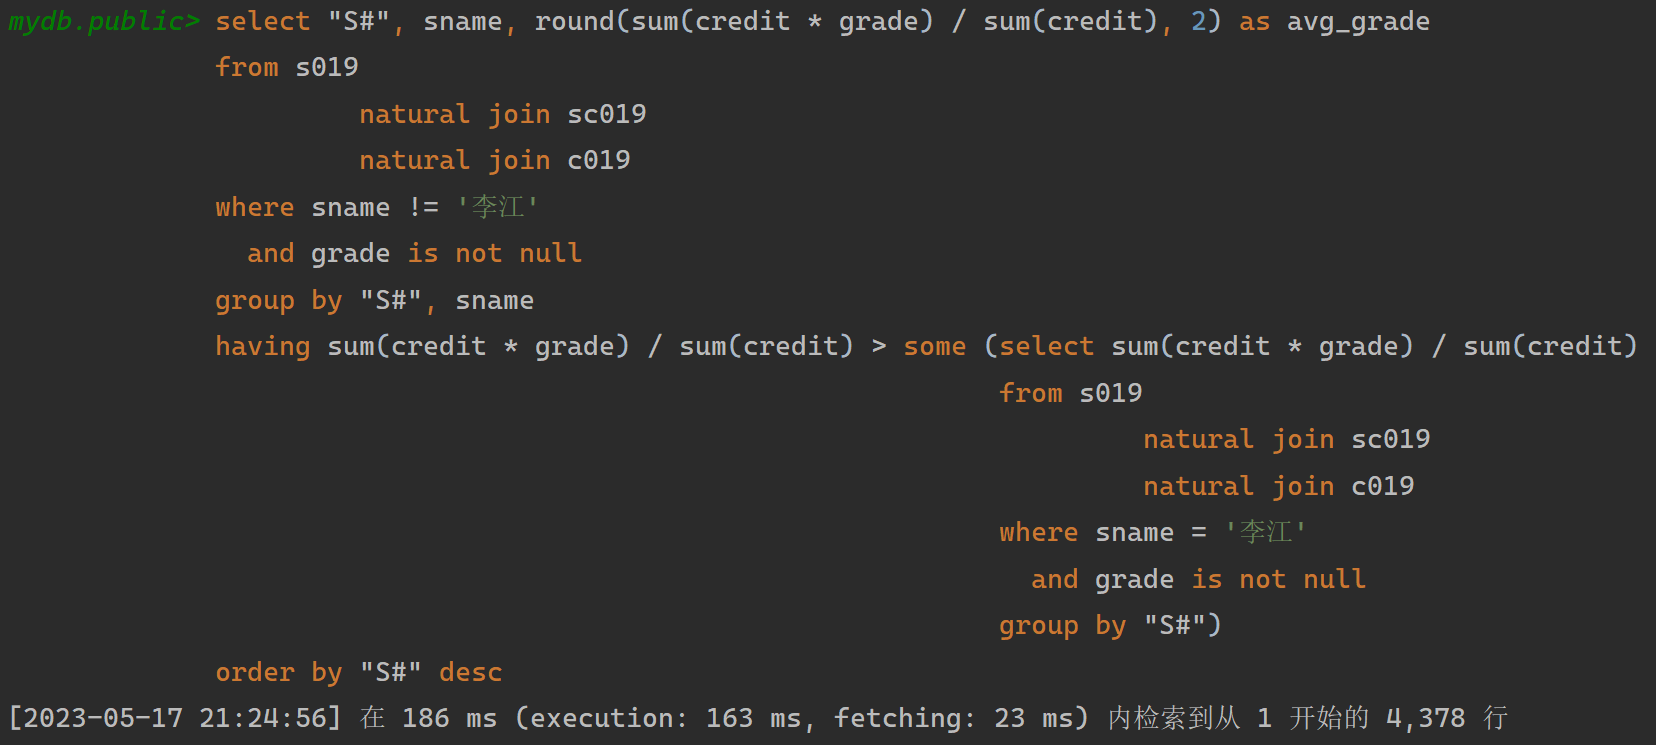 mydb.public> select "S#", sname, round(sum(credit * grade) / sum(credit), 2) as avg_grade
from s019
natural join sc019
natural join c019
where sname != '李江'
and grade is not null
group by "S#", sname
having sum(credit * grade) / sum(credit) > some (select sum(credit * grade) / sum(credit)
from s019
natural join sc019
natural join c019
where sname = '李江'
and grade is not null
group by "S#")
order by "S#" desc
[2023-05-17 21:24:56] 在 186 ms (execution: 163 ms, fetching: 23 ms) 内检索到从 1 开始的 4,378 行